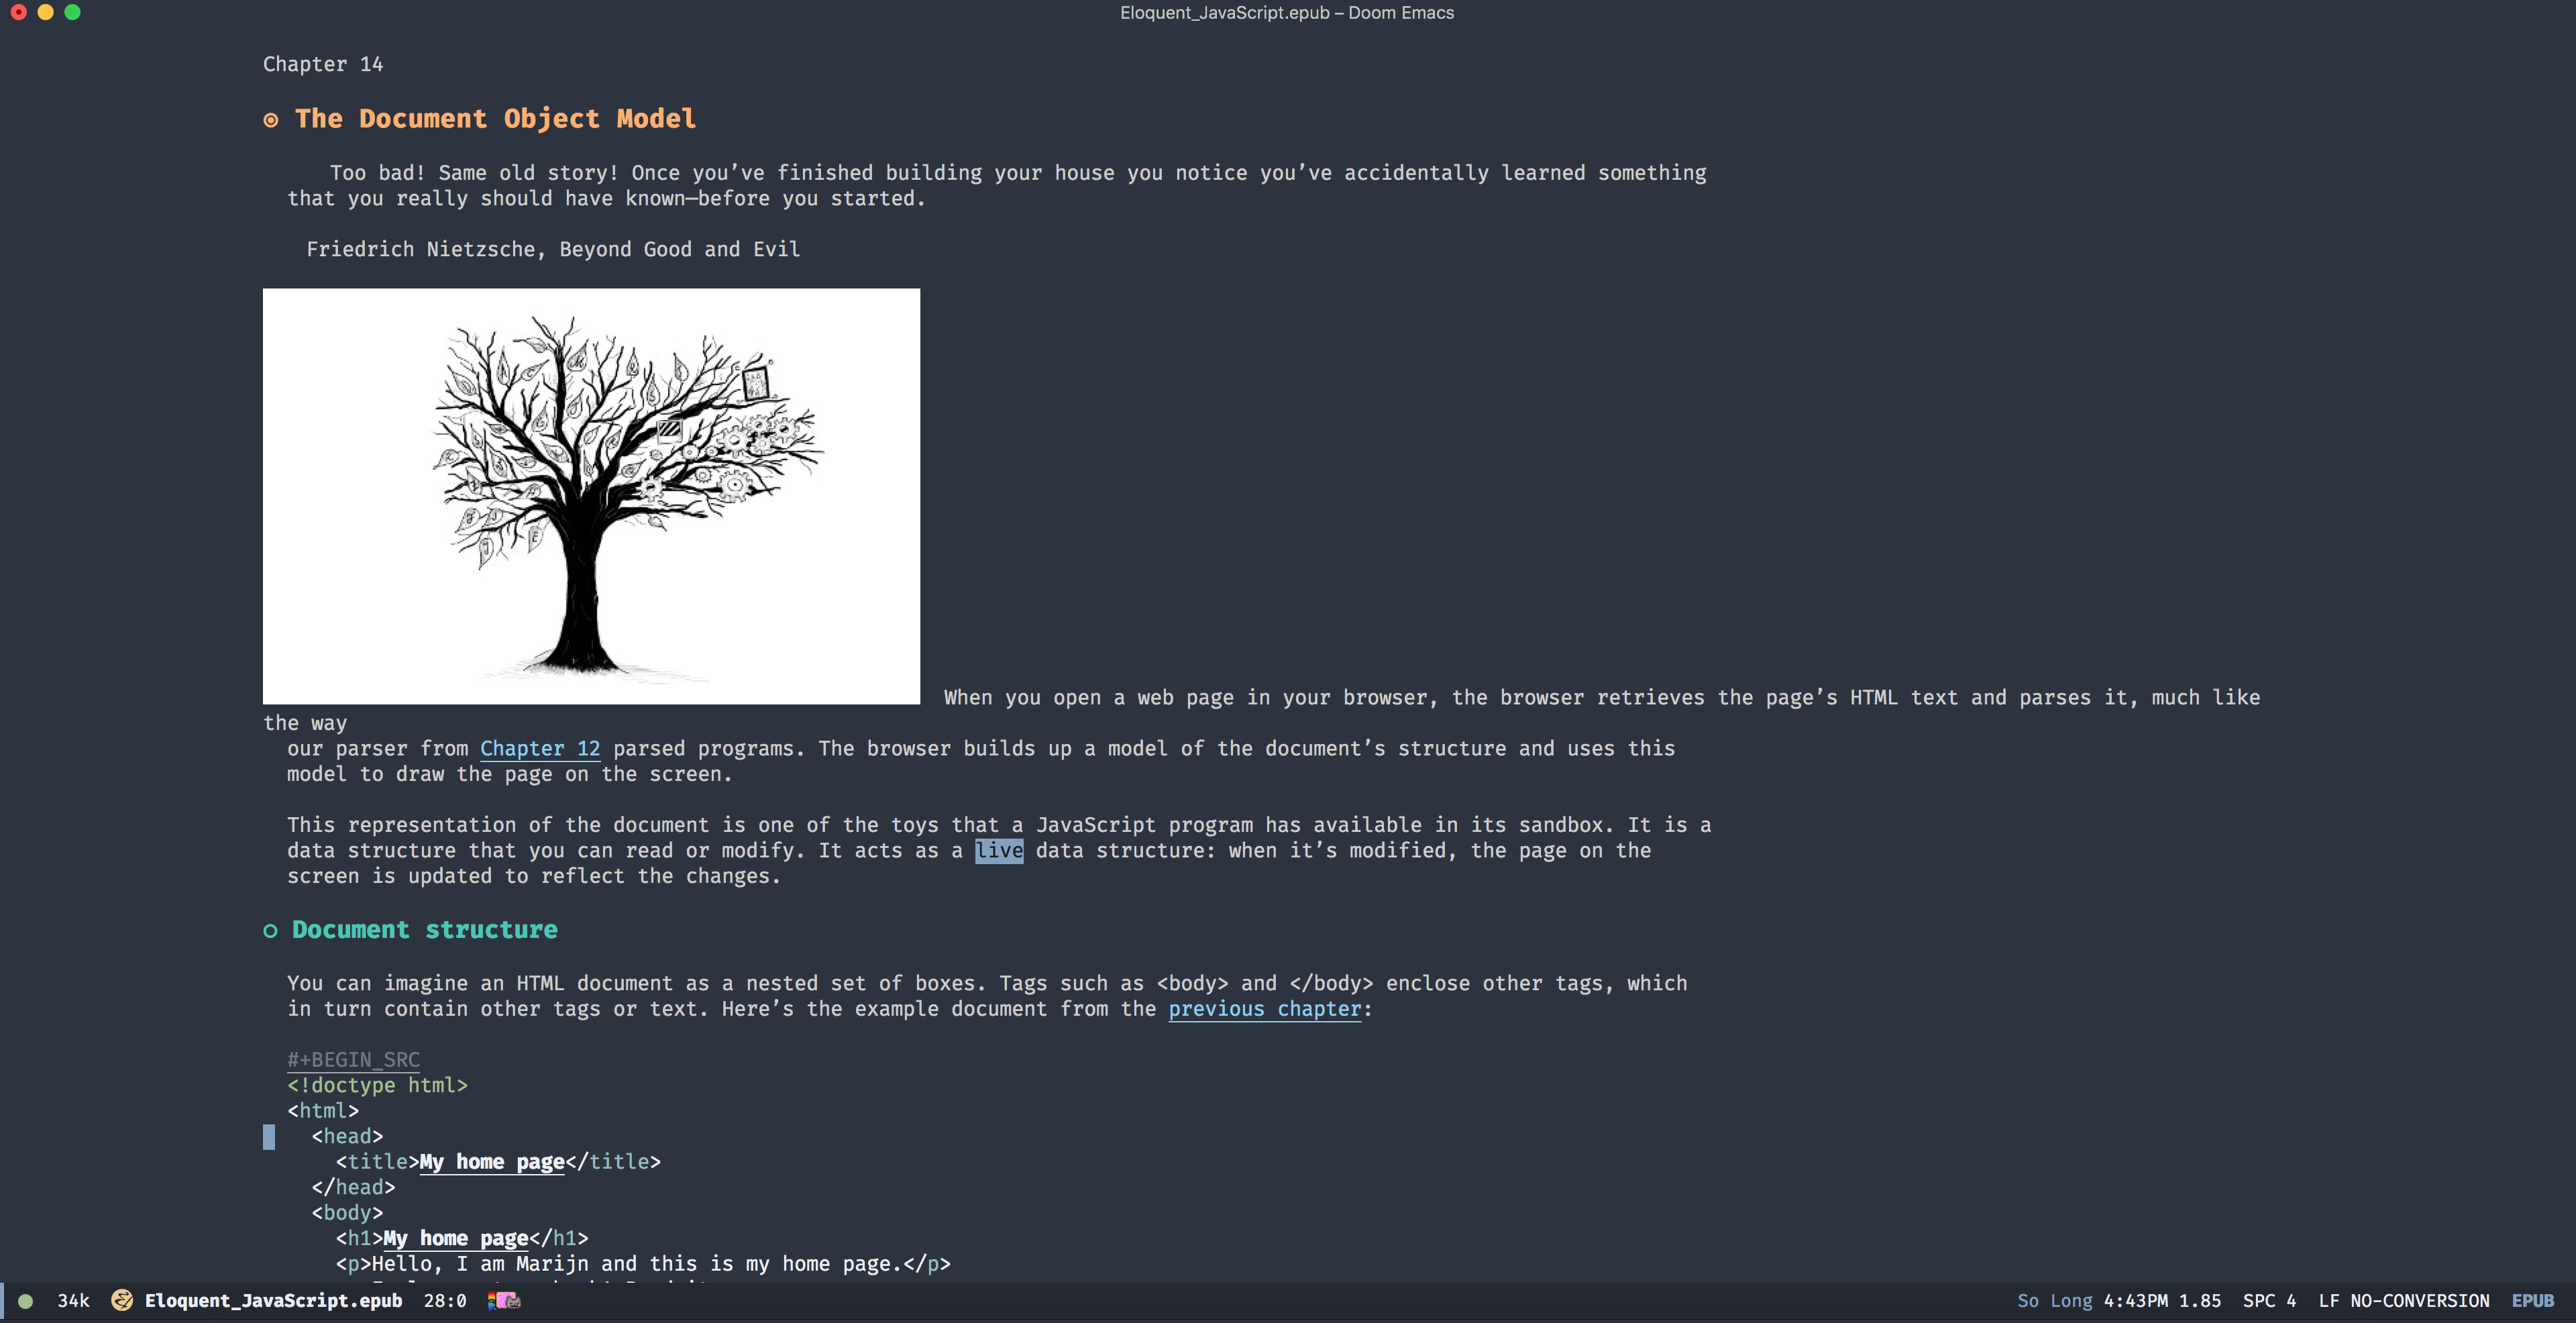 Eloquent_JavaScript.epub – Doom Emacs
Chapter 14
The Document Object Model
Too bad! Same old story! Once you’ve finished building your house you notice you’ve accidentally learned something
that you really should have known—before you started.
Friedrich Nietzsche, Beyond Good and Evil
When you open a web page in your browser, the browser retrieves the page’s HTML text and parses it, much like
the way
our parser from Chapter 12 parsed programs. The browser builds up a model of the document’s structure and uses this
model to draw the page on the screen.
This representation of the document is one of the toys that a JavaScript program has available in its sandbox. It is a
data structure that you can read or modify. It acts as a live data structure: when it’s modified, the page on the
screen is updated to reflect the changes.
Document structure
You can imagine an HTML document as a nested set of boxes. Tags such as <body> and </body> enclose other tags, which
in turn contain other tags or text. Here’s the example document from the previous chapter:
#+BEGIN_SRC
<!doctype html>
<html>
<head>
<title>My home page</title>
</head>
<body>
<h1>My home page</h1>
<p>Hello, I am Marijn and this is my home page.</p>
34k Eloquent_JavaScript.epub 28:0 So Long 4:43PM 1.85 SPC 4 LF NO-CONVERSION EPUB